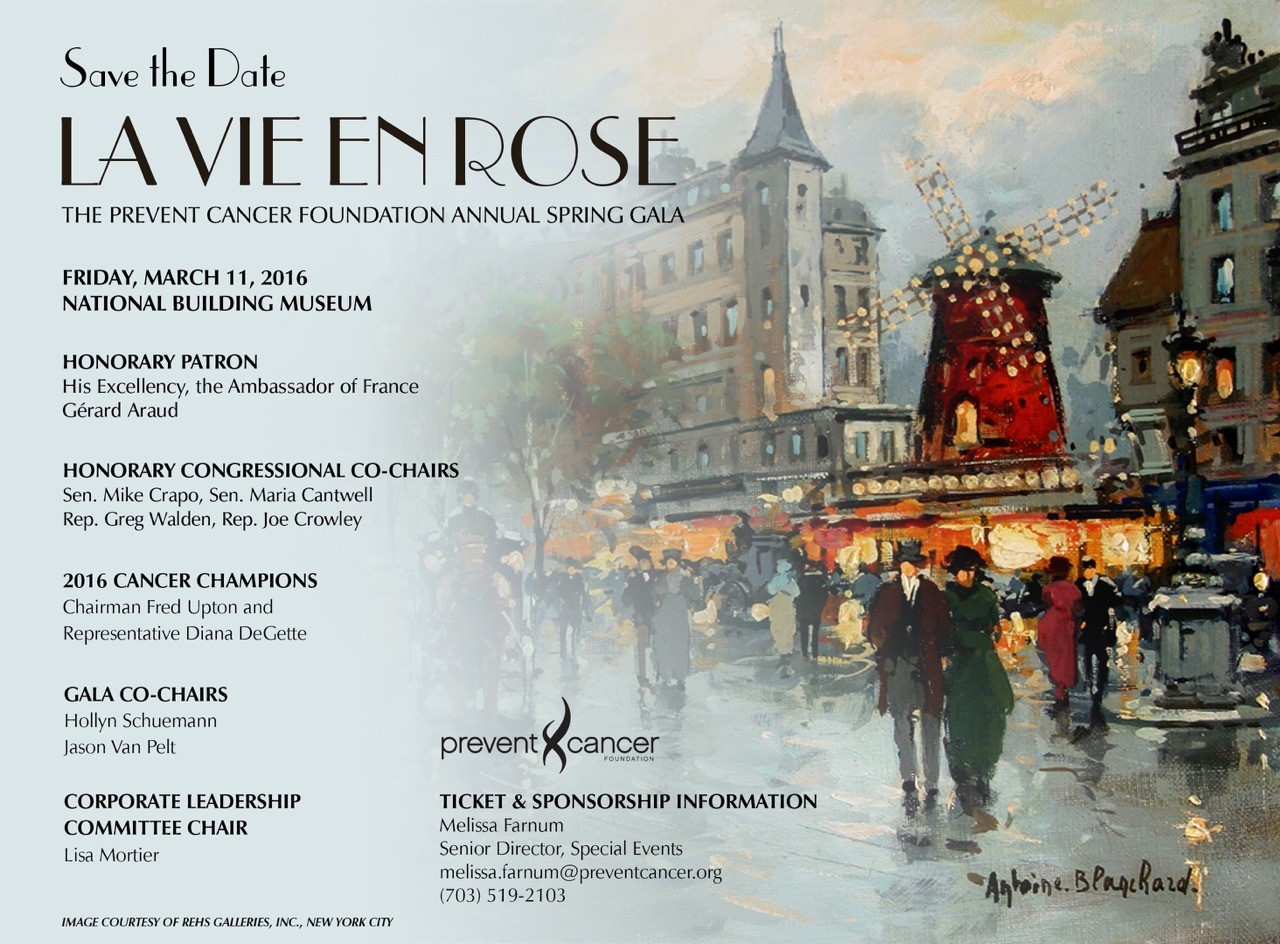 Save the Date
LA VIE EN ROSE
THE PREVENT CANCER FOUNDATION ANNUAL SPRING GALA
FRIDAY, MARCH 11, 2016
NATIONAL BUILDING MUSEUM
HONORARY PATRON
His Excellency, the Ambassador of France
Gérard Araud
HONORARY CONGRESSIONAL CO-CHAIRS
Sen. Mike Crapo, Sen. Maria Cantwell
Rep. Greg Walden, Rep. Joe Crowley
2016 CANCER CHAMPIONS
Chairman Fred Upton and
Representative Diana DeGette
GALA CO-CHAIRS
Hollyn Schuemann
Jason Van Pelt
CORPORATE LEADERSHIP
COMMITTEE CHAIR
Lisa Mortier
prevent cancer
FOUNDATION
TICKET & SPONSORSHIP INFORMATION
Melissa Farnum
Senior Director, Special Events
melissa.farnum@preventcancer.org
(703) 519-2103
Antoine. Blanchard.
IMAGE COURTESY OF REHS GALLERIES, INC., NEW YORK CITY